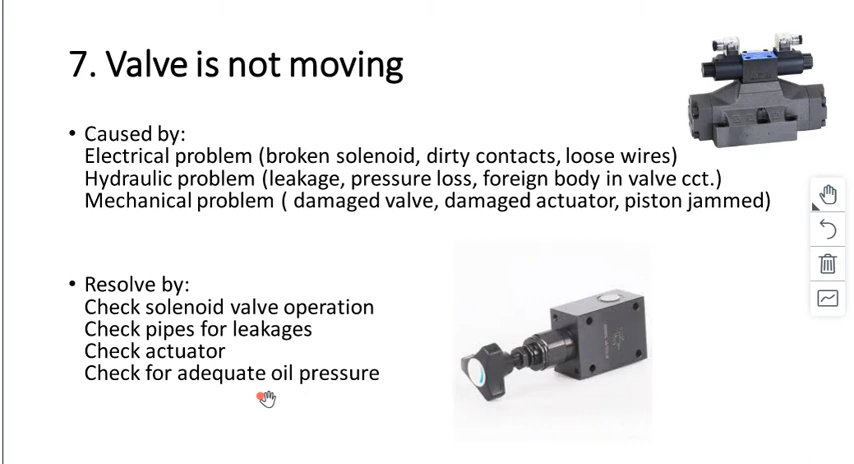 7. Valve is not moving
• Caused by:
Electrical problem (broken solenoid, dirty contacts, loose wires)
Hydraulic problem (leakage, pressure loss, foreign body in valve cct.)
Mechanical problem ( damaged valve, damaged actuator, piston jammed)
• Resolve by:
Check solenoid valve operation
Check pipes for leakages
Check actuator
Check for adequate oil pressure